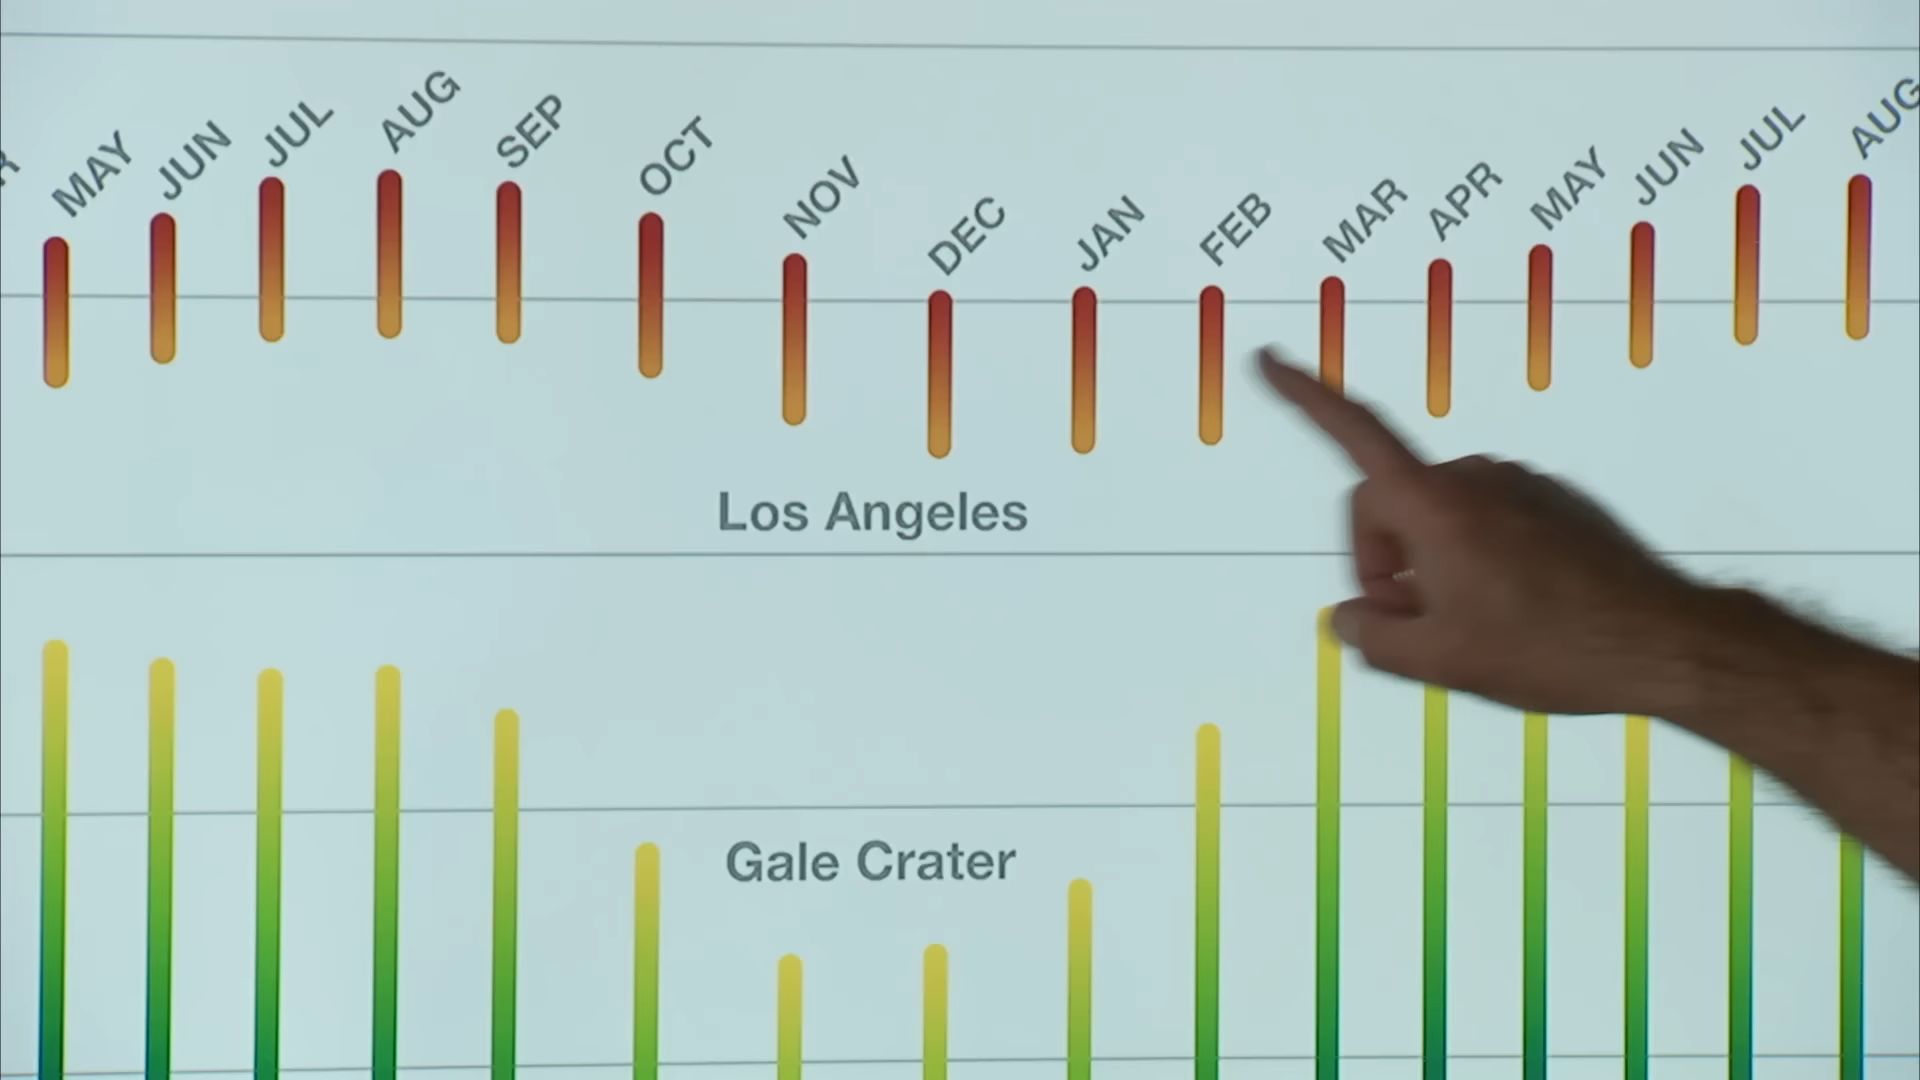 MAY
JUN
JUL
AUG
SEP
OCT
NOV
DEC
JAN
FEB
MAR
APR
MAY
JUN
JUL
AUG
Los Angeles
Gale Crater